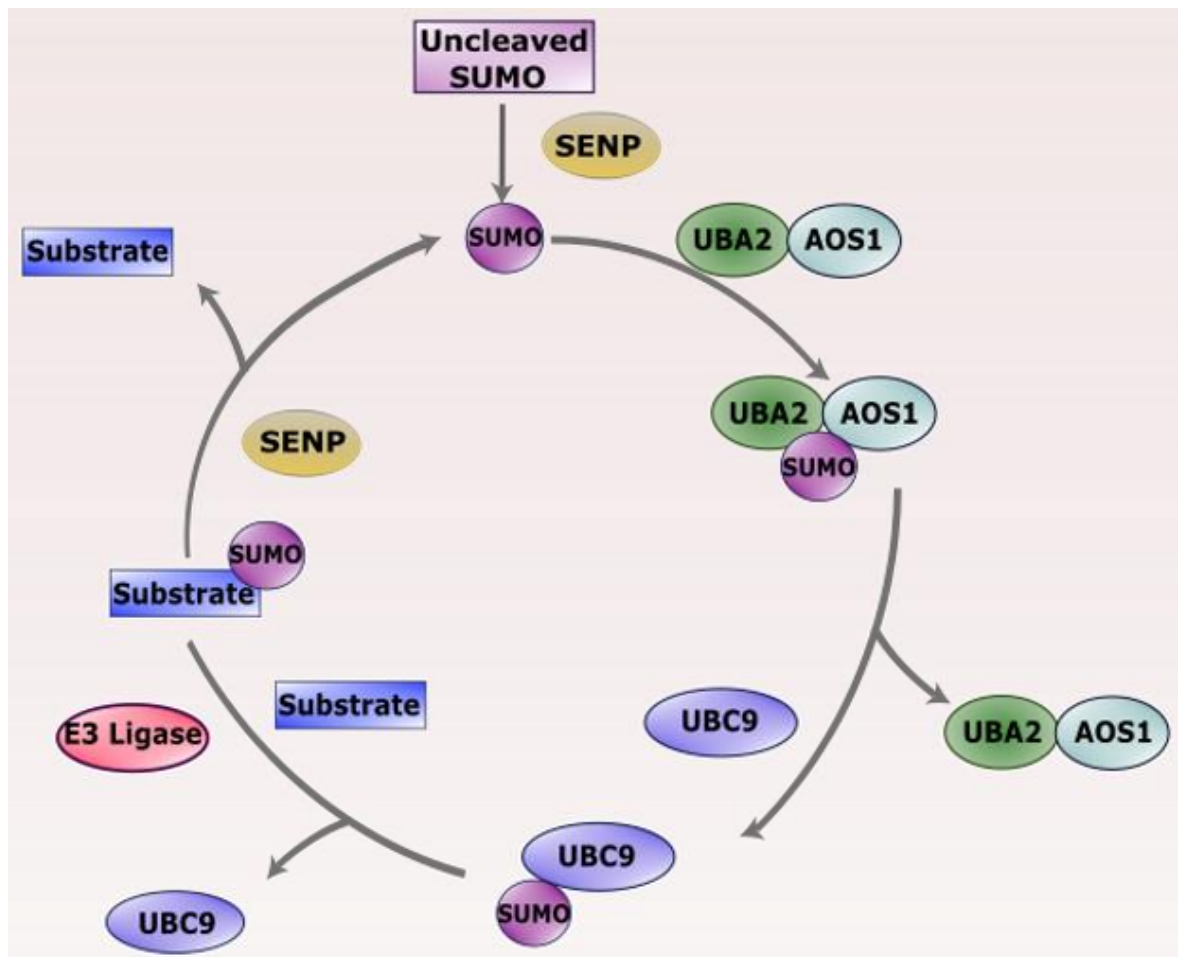 Uncleaved
SUMO
SENP
SUMO
UBA2 AOS1
Substrate
UBA2 AOS1
SUMO
SENP
SUMO
Substrate
Substrate
E3 Ligase
UBC9
UBA2 AOS1
UBC9
SUMO
UBC9